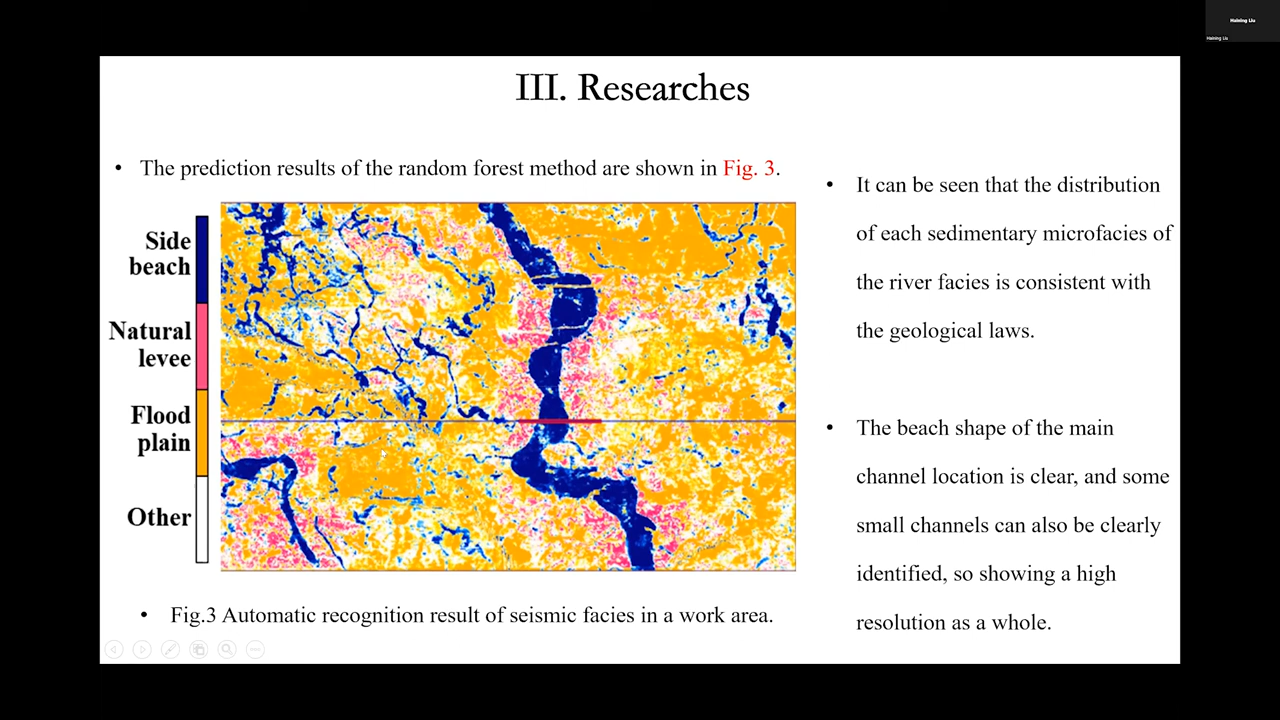 Haining Liu
Haining Liu
III. Researches
• The prediction results of the random forest method are shown in Fig. 3.
Side
beach
Natural
levee
Flood
plain
Other
• Fig.3 Automatic recognition result of seismic facies in a work area.
• It can be seen that the distribution
of each sedimentary microfacies of
the river facies is consistent with
the geological laws.
• The beach shape of the main
channel location is clear, and some
small channels can also be clearly
identified, so showing a high
resolution as a whole.